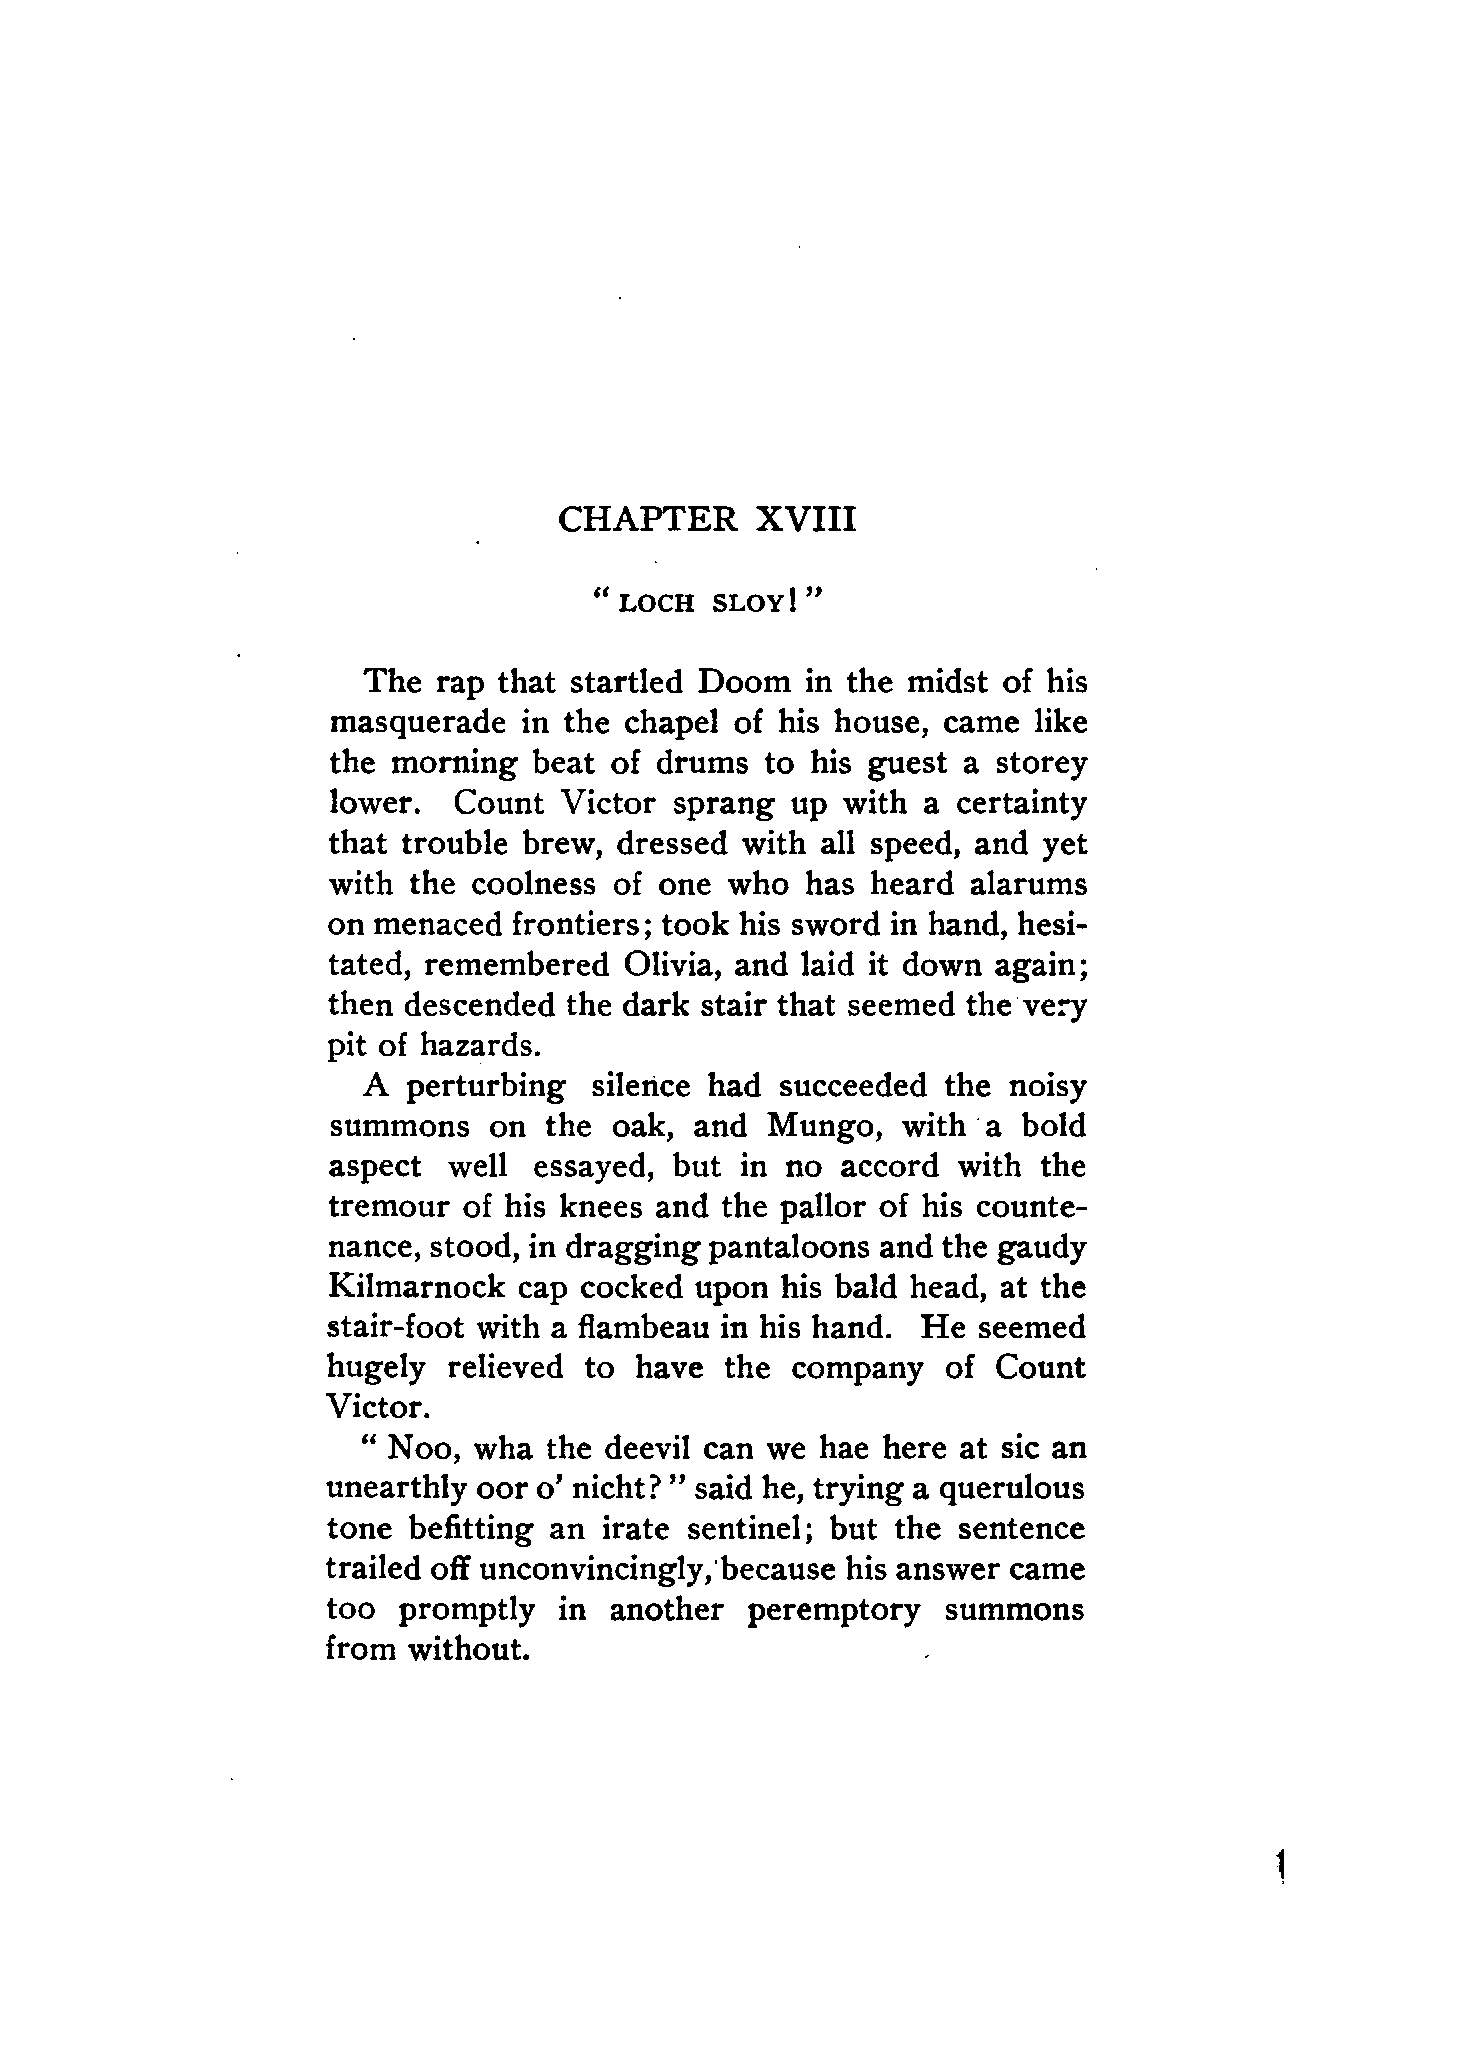 CHAPTER XVIII
“ LOCH SLOY! ”
The rap that startled Doom in the midst of his
masquerade in the chapel of his house, came like
the morning beat of drums to his guest a storey
lower. Count Victor sprang up with a certainty
that trouble brew, dressed with all speed, and yet
with the coolness of one who has heard alarums
on menaced frontiers; took his sword in hand, hesi-
tated, remembered Olivia, and laid it down again;
then descended the dark stair that seemed the very
pit of hazards.
A perturbing silence had succeeded the noisy
summons on the oak, and Mungo, with a bold
aspect well essayed, but in no accord with the
tremour of his knees and the pallor of his counte-
nance, stood, in dragging pantaloons and the gaudy
Kilmarnock cap cocked upon his bald head, at the
stair-foot with a flambeau in his hand. He seemed
hugely relieved to have the company of Count
Victor.
“ Noo, wha the deevil can we hae here at sic an
unearthly oor o’ nicht? ” said he, trying a querulous
tone befitting an irate sentinel; but the sentence
trailed off unconvincingly, because his answer came
too promptly in another peremptory summons
from without.